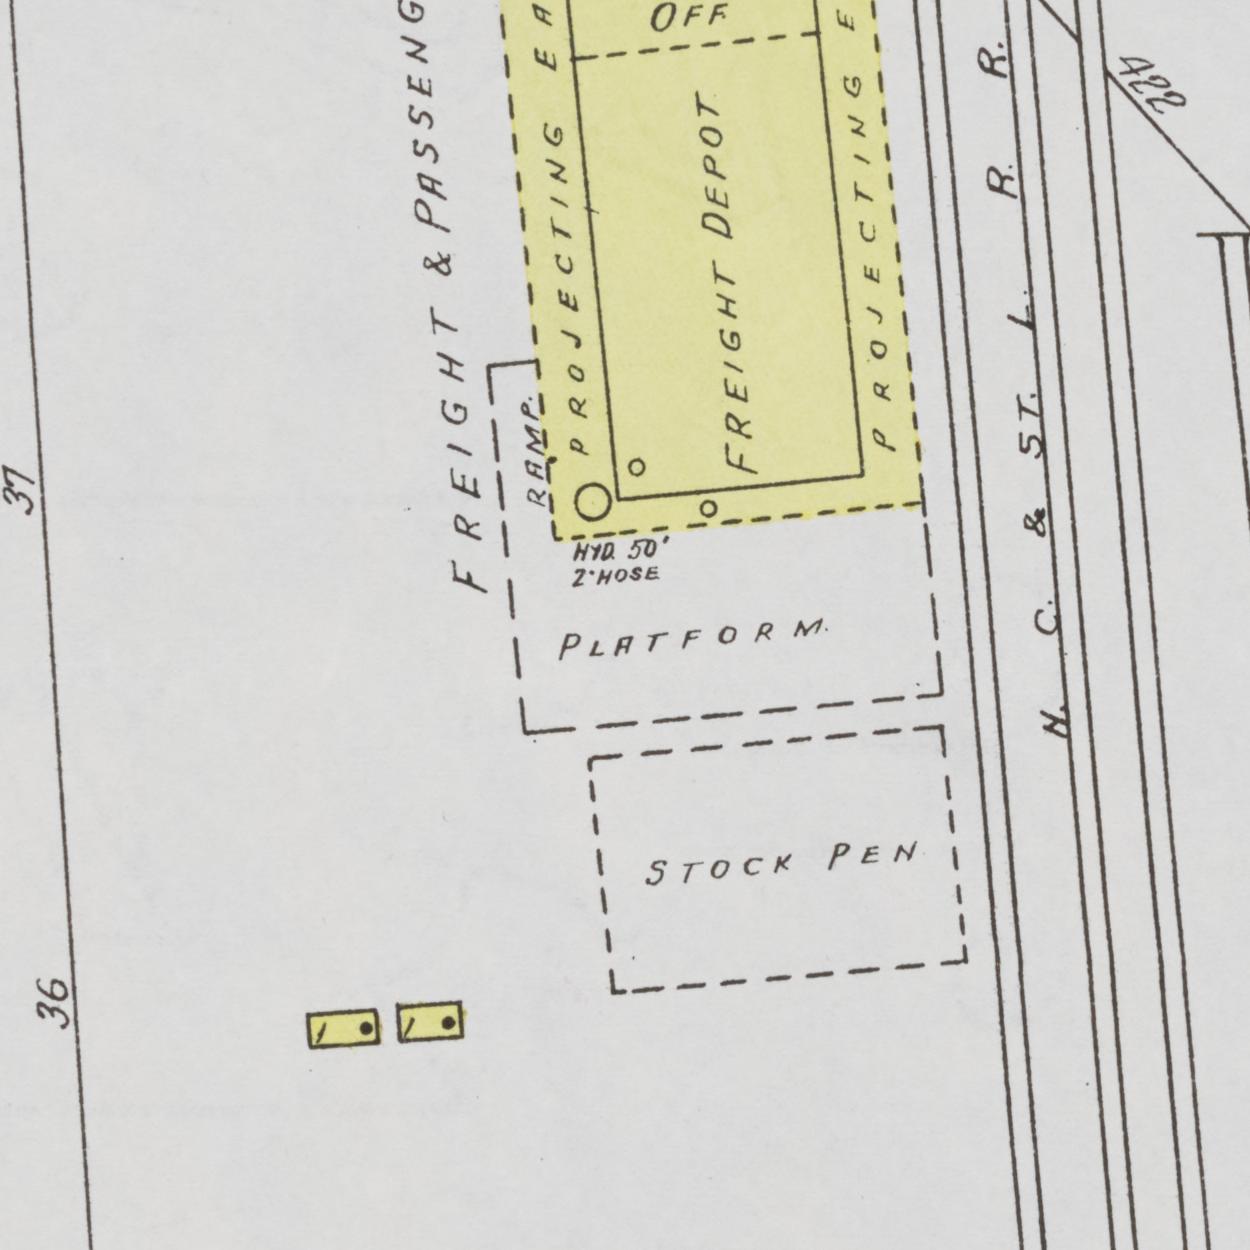 OFF.
FREIGHT & PASSENG
PROJECTING EA
FREIGHT DEPOT
PROJECTING E
N. C. & ST. L. R. R.
RAMP.
HYD. 50'
2" HOSE
PLATFORM.
STOCK PEN
37
36
1
1